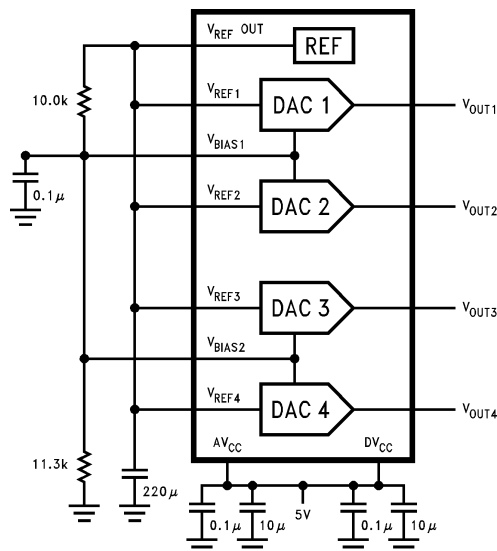 VREF OUT
REF
10.0k
VREF1
DAC 1
VOUT1
VBIAS1
0.1μ
VREF2
DAC 2
VOUT2
VREF3
DAC 3
VOUT3
VBIAS2
VREF4
DAC 4
VOUT4
AVCC
DVCC
11.3k
220μ
0.1μ
10μ
5V
0.1μ
10μ